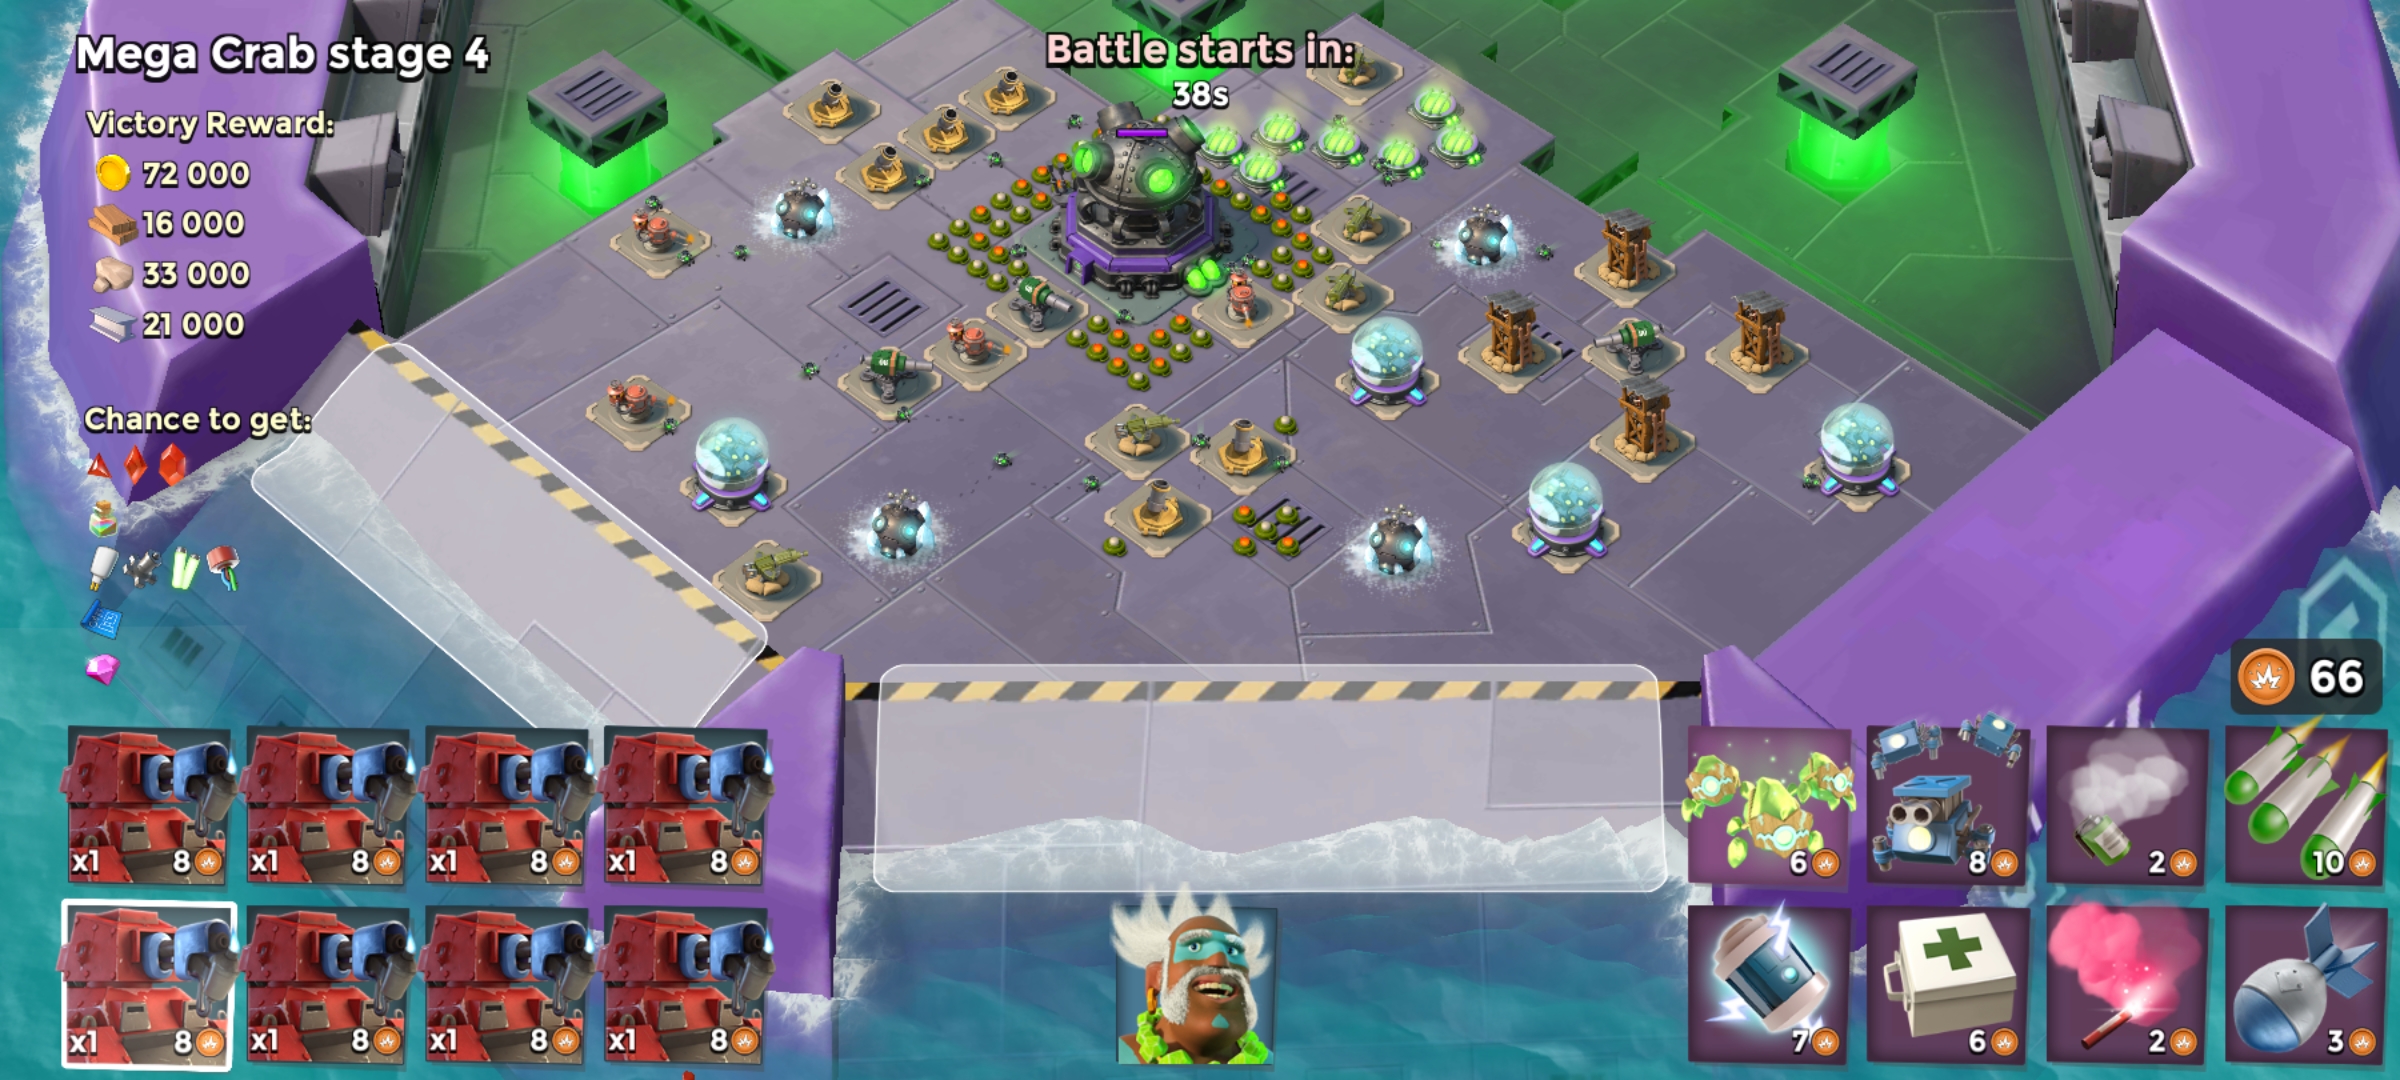 Mega Crab stage 4
Battle starts in:
38s
Victory Reward:
72 000
16 000
33 000
21 000
Chance to get:
66
x1 8
x1 8
x1 8
x1 8
6
8
2
10
x1 8
x1 8
x1 8
x1 8
7
6
2
3